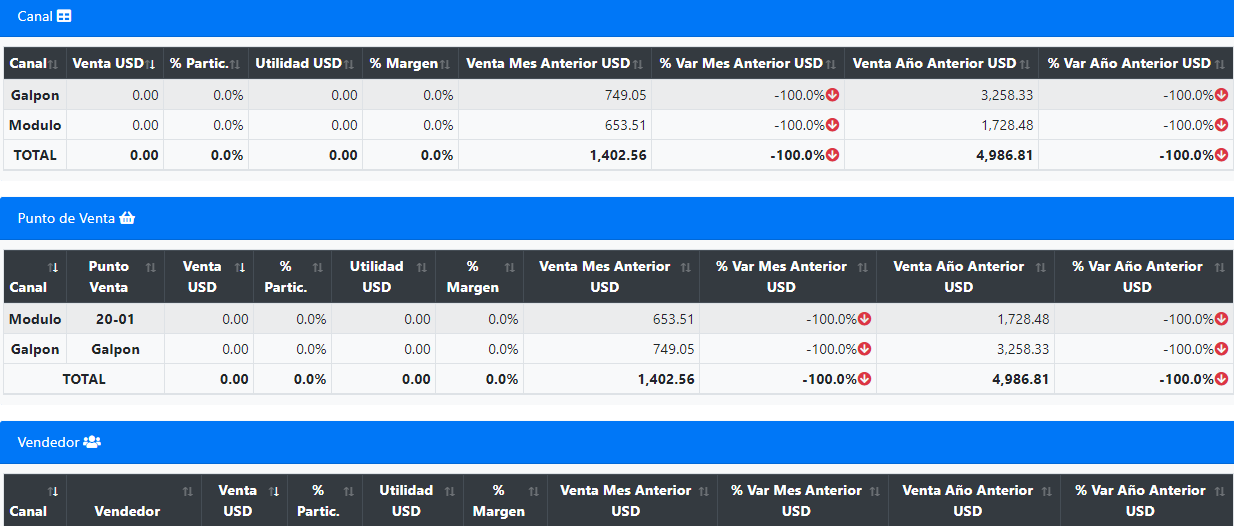 Canal
Canal Venta USD % Partic. Utilidad USD % Margen Venta Mes Anterior USD % Var Mes Anterior USD Venta Año Anterior USD % Var Año Anterior USD
Galpon 0.00 0.0% 0.00 0.0% 749.05 -100.0% 3,258.33 -100.0%
Modulo 0.00 0.0% 0.00 0.0% 653.51 -100.0% 1,728.48 -100.0%
TOTAL 0.00 0.0% 0.00 0.0% 1,402.56 -100.0% 4,986.81 -100.0%
Punto de Venta
Punto Venta % Utilidad % Venta Mes Anterior % Var Mes Anterior Venta Año Anterior % Var Año Anterior
Canal Venta USD Partic. USD Margen USD USD USD USD
Modulo 20-01 0.00 0.0% 0.00 0.0% 653.51 -100.0% 1,728.48 -100.0%
Galpon Galpon 0.00 0.0% 0.00 0.0% 749.05 -100.0% 3,258.33 -100.0%
TOTAL 0.00 0.0% 0.00 0.0% 1,402.56 -100.0% 4,986.81 -100.0%
Vendedor
Venta % Utilidad % Venta Mes Anterior % Var Mes Anterior Venta Año Anterior % Var Año Anterior
Canal Vendedor USD Partic. USD Margen USD USD USD USD